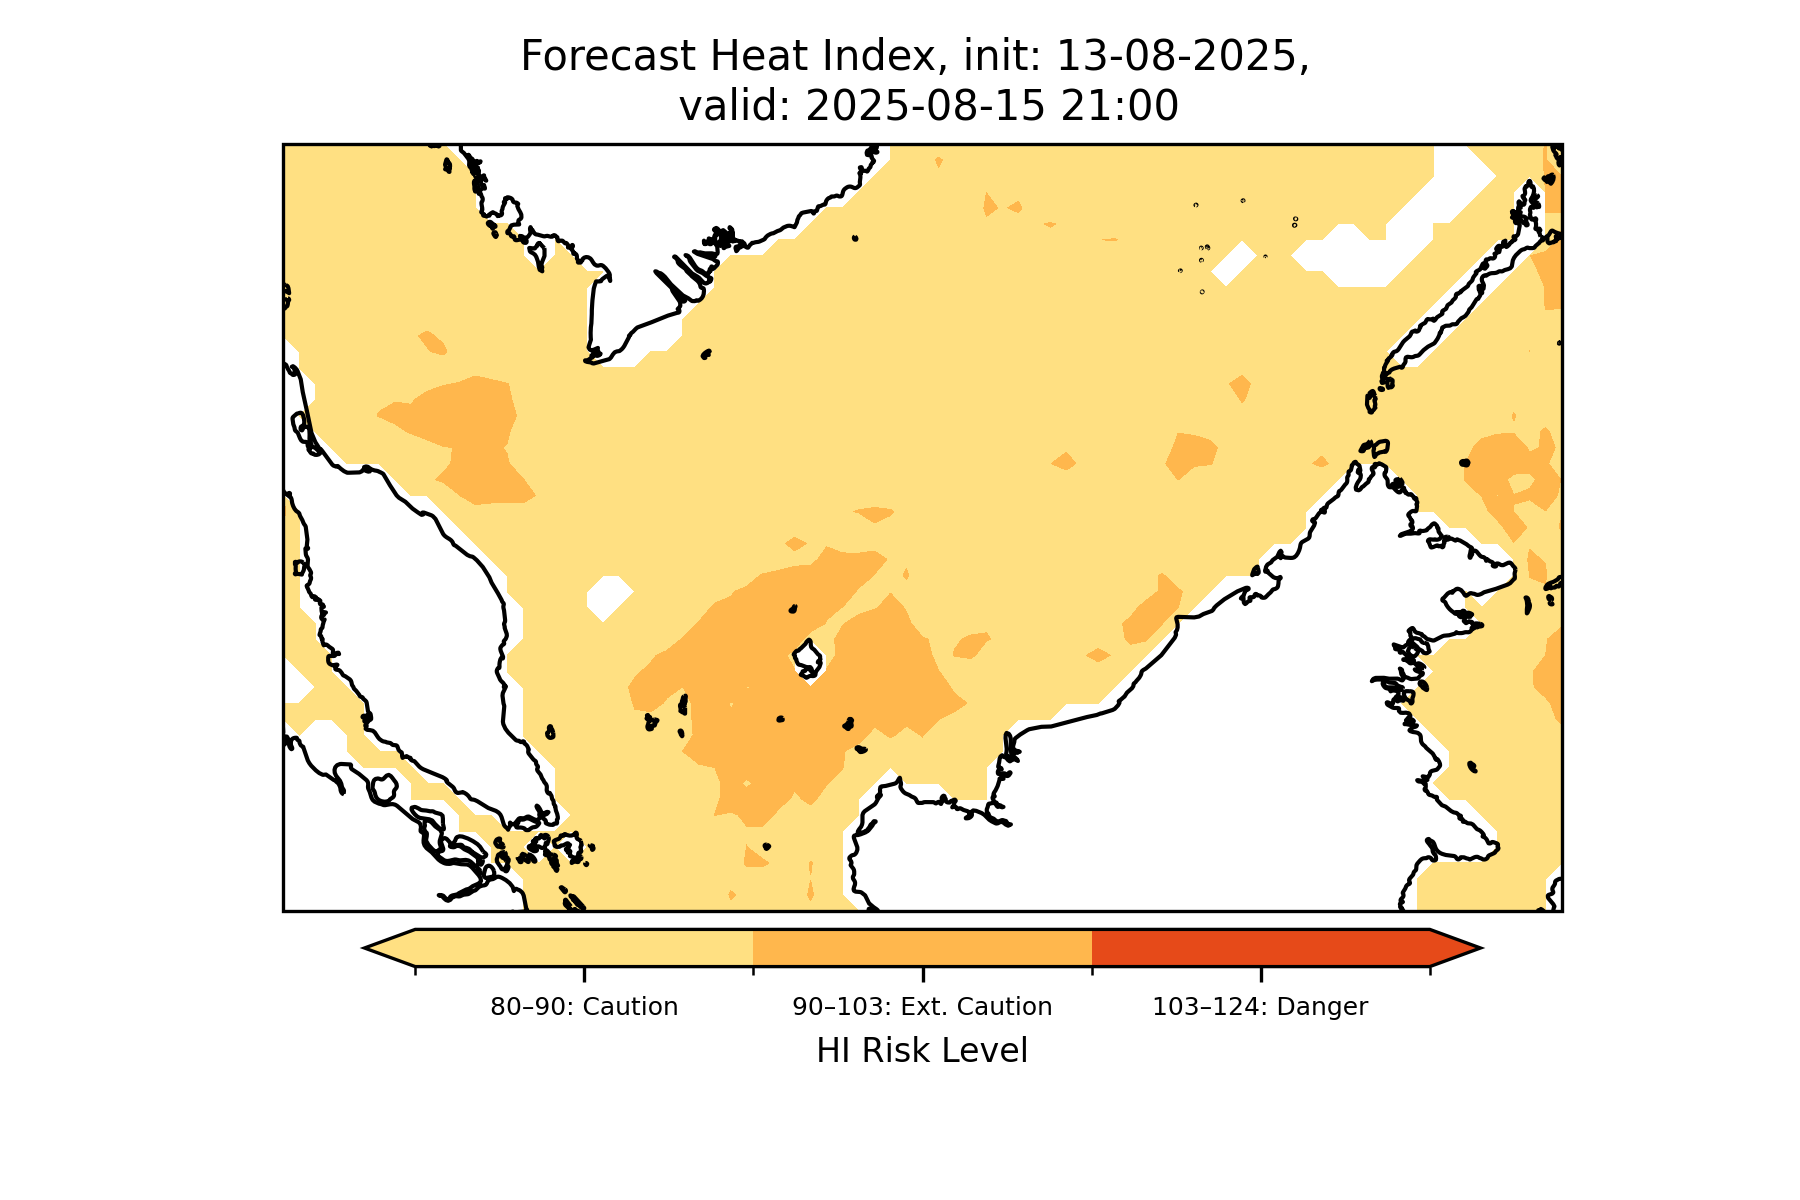 Forecast Heat Index, init: 13-08-2025,
valid: 2025-08-15 21:00
80–90: Caution
90–103: Ext. Caution
103–124: Danger
HI Risk Level